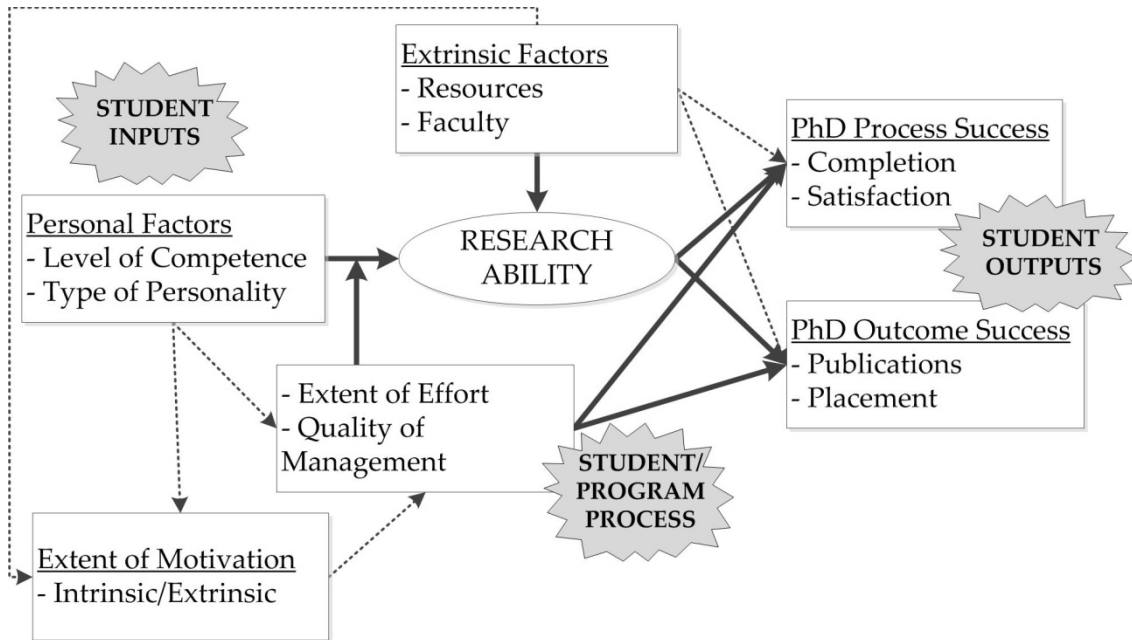 Extrinsic Factors
- Resources
- Faculty
STUDENT
INPUTS
PhD Process Success
- Completion
- Satisfaction
Personal Factors
- Level of Competence
- Type of Personality
RESEARCH
ABILITY
STUDENT
OUTPUTS
PhD Outcome Success
- Publications
- Placement
- Extent of Effort
- Quality of
Management
STUDENT/
PROGRAM
PROCESS
Extent of Motivation
- Intrinsic/Extrinsic